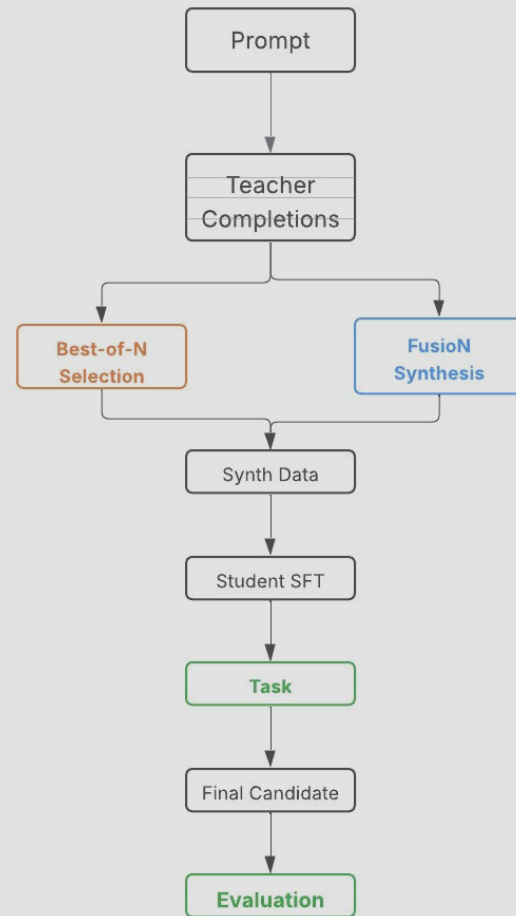 Prompt
Teacher
Completions
Best-of-N
Selection
FusioN
Synthesis
Synth Data
Student SFT
Task
Final Candidate
Evaluation